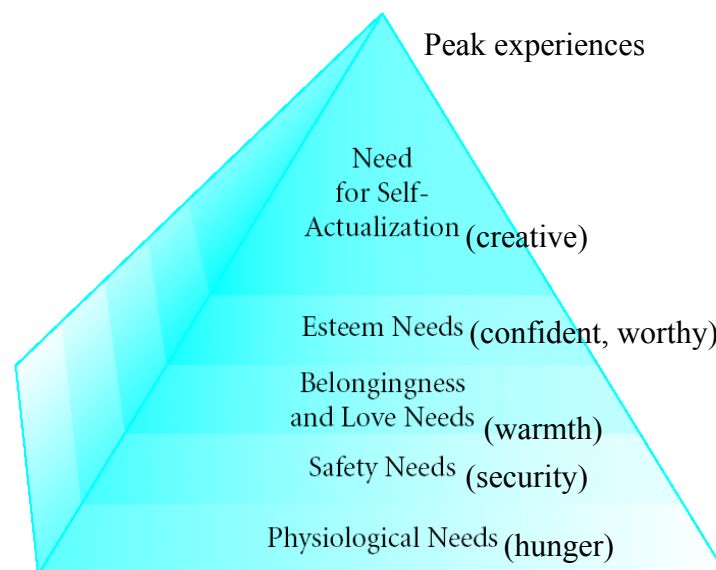 Peak experiences
Need
for Self-
Actualization (creative)
Esteem Needs (confident, worthy)
Belongingness
and Love Needs (warmth)
Safety Needs (security)
Physiological Needs (hunger)